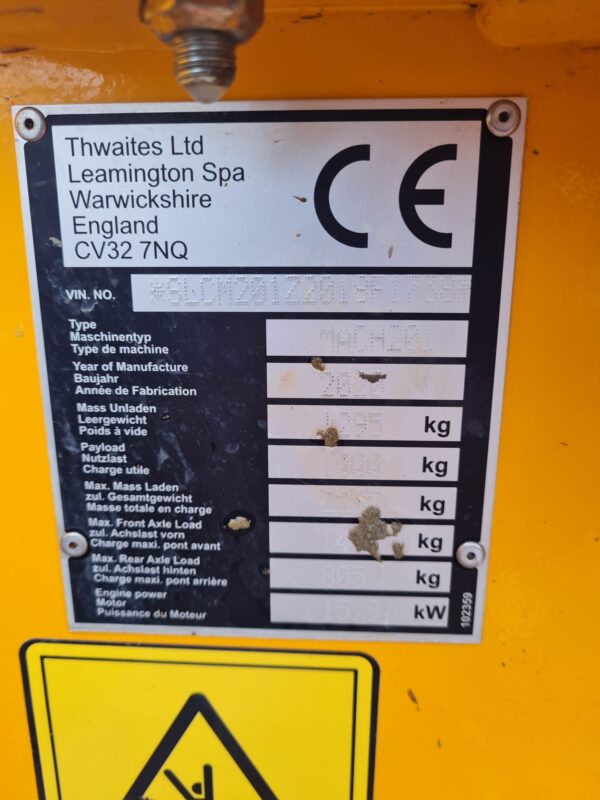 Thwaites Ltd
Leamington Spa
Warwickshire
England
CV32 7NQ
CE
VIN. NO.
Type
Maschinentyp
Type de machine
MACH201
Year of Manufacture
Baujahr
Année de Fabrication
Mass Unladen
Leergewicht
Poids à vide
1295 kg
Payload
Nutzlast
Charge utile
1000 kg
Max. Mass Laden
zul. Gesamtgewicht
Masse totale en charge
kg
Max. Front Axle Load
zul. Achslast vorn
Charge maxi. pont avant
kg
Max. Rear Axle Load
zul. Achslast hinten
Charge maxi. pont arrière
805 kg
Engine power
Motor
Puissance du Moteur
kW
102359